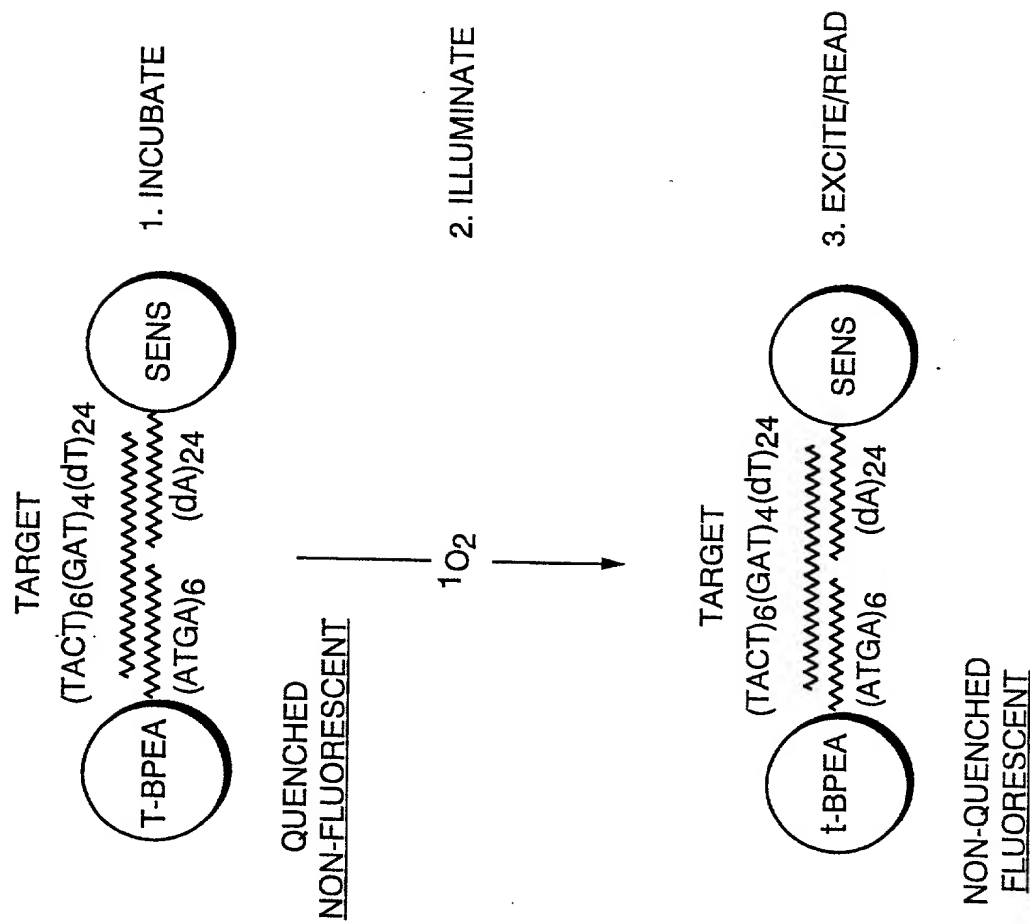 TARGET
(TACT)6(GAT)4(dT)24
T-BPEA
SENS
(ATGA)6
(dA)24
1. INCUBATE
QUENCHED
NON-FLUORESCENT
1O2
2. ILLUMINATE
TARGET
(TACT)6(GAT)4(dT)24
t-BPEA
SENS
(ATGA)6
(dA)24
3. EXCITE/READ
NON-QUENCHED
FLUORESCENT